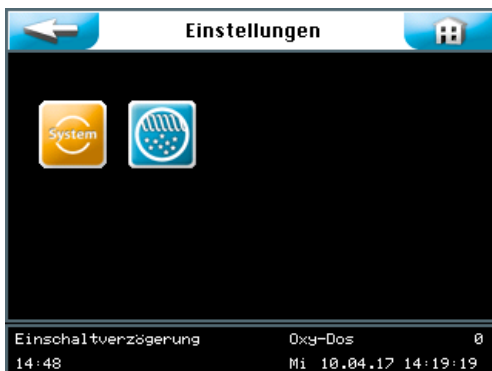 Einstellungen
System
Einschaltverzögerung Oxy-Dos 0
14:48 Mi 10.04.17 14:19:19